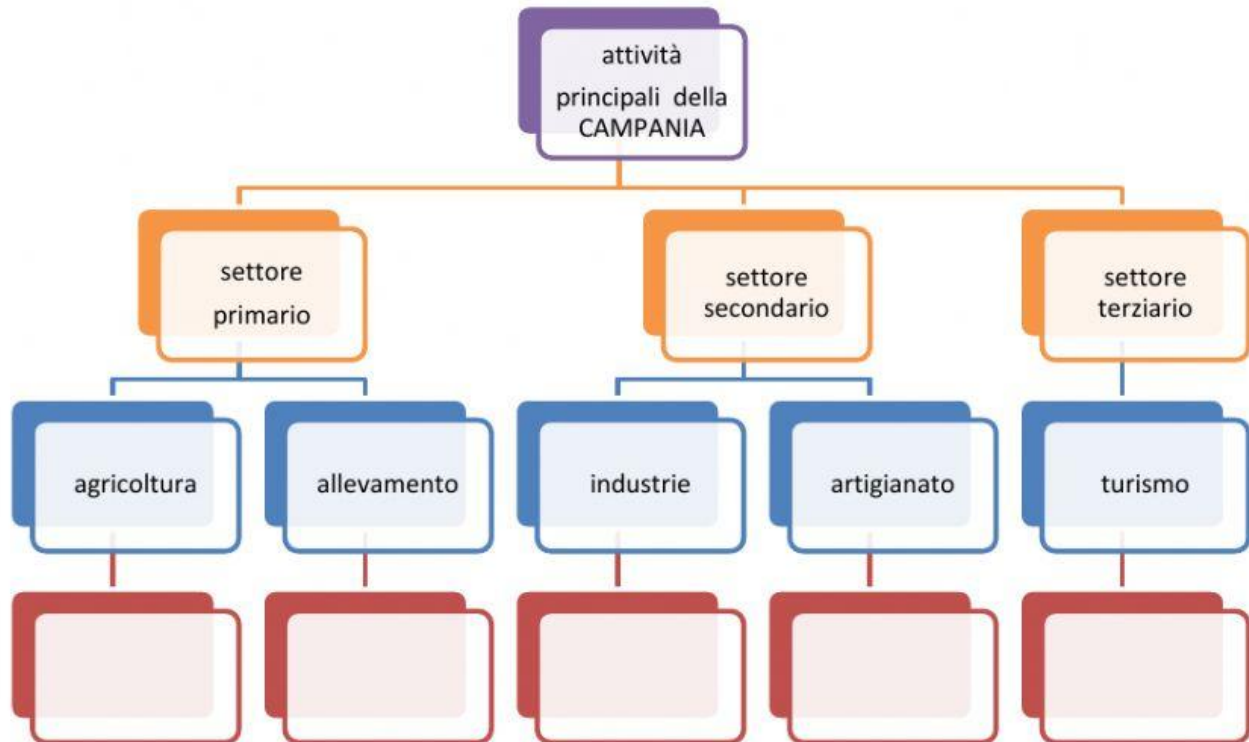 attività
principali della
CAMPANIA
settore
primario
settore
secondario
settore
terziario
agricoltura
allevamento
industrie
artigianato
turismo